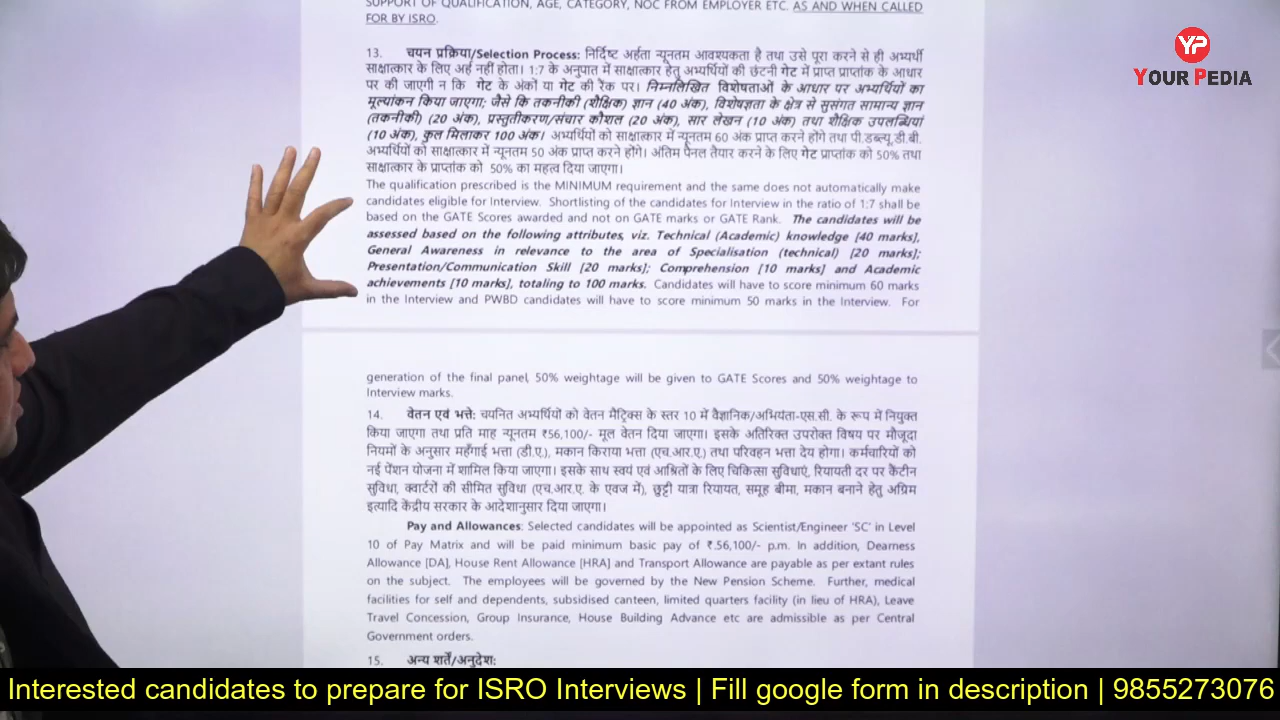 SUPPORT OF QUALIFICATION, AGE, CATEGORY, NOC FROM EMPLOYER ETC. AS AND WHEN CALLED
FOR BY ISRO.
YP
YOUR PEDIA
13. चयन प्रक्रिया/Selection Process: निर्दिष्ट अर्हता न्यूनतम आवश्यकता है तथा उसे पूरा करने से ही अभ्यर्थी
साक्षात्कार के लिए अर्ह नहीं होता। 1:7 के अनुपात में साक्षात्कार हेतु अभ्यर्थियों की छंटनी गेट में प्राप्त प्राप्तांक के आधार
पर की जाएगी न कि गेट के अंकों या गेट की रैंक पर। निम्नलिखित विशेषताओं के आधार पर अभ्यर्थियों का
मूल्यांकन किया जाएगा; जैसे कि तकनीकी (शैक्षिक) ज्ञान (40 अंक), विशेषज्ञता के क्षेत्र से सुसंगत सामान्य ज्ञान
(तकनीकी) (20 अंक), प्रस्तुतीकरण/संचार कौशल (20 अंक), सार लेखन (10 अंक) तथा शैक्षिक उपलब्धियां
(10 अंक), कुल मिलाकर 100 अंक। अभ्यर्थियों को साक्षात्कार में न्यूनतम 60 अंक प्राप्त करने होंगे तथा पी.डब्ल्यू.डी.बी.
अभ्यर्थियों को साक्षात्कार में न्यूनतम 50 अंक प्राप्त करने होंगे। अंतिम पैनल तैयार करने के लिए गेट प्राप्तांक को 50% तथा
साक्षात्कार के प्राप्तांक को 50% का महत्व दिया जाएगा।
The qualification prescribed is the MINIMUM requirement and the same does not automatically make
candidates eligible for Interview. Shortlisting of the candidates for Interview in the ratio of 1:7 shall be
based on the GATE Scores awarded and not on GATE marks or GATE Rank. The candidates will be
assessed based on the following attributes, viz. Technical (Academic) knowledge [40 marks],
General Awareness in relevance to the area of Specialisation (technical) [20 marks];
Presentation/Communication Skill [20 marks]; Comprehension [10 marks] and Academic
achievements [10 marks], totaling to 100 marks. Candidates will have to score minimum 60 marks
in the Interview and PWBD candidates will have to score minimum 50 marks in the Interview. For
generation of the final panel, 50% weightage will be given to GATE Scores and 50% weightage to
Interview marks.
14. वेतन एवं भत्ते: चयनित अभ्यर्थियों को वेतन मैट्रिक्स के स्तर 10 में वैज्ञानिक/अभियंता-एस.सी. के रूप में नियुक्त
किया जाएगा तथा प्रति माह न्यूनतम ₹56,100/- मूल वेतन दिया जाएगा। इसके अतिरिक्त उपरोक्त विषय पर मौजूदा
नियमों के अनुसार महँगाई भत्ता (डी.ए.), मकान किराया भत्ता (एच.आर.ए.) तथा परिवहन भत्ता देय होगा। कर्मचारियों को
नई पेंशन योजना में शामिल किया जाएगा। इसके साथ स्वयं एवं आश्रितों के लिए चिकित्सा सुविधाएं, रियायती दर पर कैंटीन
सुविधा, क्वार्टरों की सीमित सुविधा (एच.आर.ए. के एवज में), छुट्टी यात्रा रियायत, समूह बीमा, मकान बनाने हेतु अग्रिम
इत्यादि केंद्रीय सरकार के आदेशानुसार दिया जाएगा।
Pay and Allowances: Selected candidates will be appointed as Scientist/Engineer ‘SC’ in Level
10 of Pay Matrix and will be paid minimum basic pay of ₹.56,100/- p.m. In addition, Dearness
Allowance [DA], House Rent Allowance [HRA] and Transport Allowance are payable as per extant rules
on the subject. The employees will be governed by the New Pension Scheme. Further, medical
facilities for self and dependents, subsidised canteen, limited quarters facility (in lieu of HRA), Leave
Travel Concession, Group Insurance, House Building Advance etc are admissible as per Central
Government orders.
15. अन्य शर्तें/अनुदेश:
Interested candidates to prepare for ISRO Interviews | Fill google form in description | 9855273076